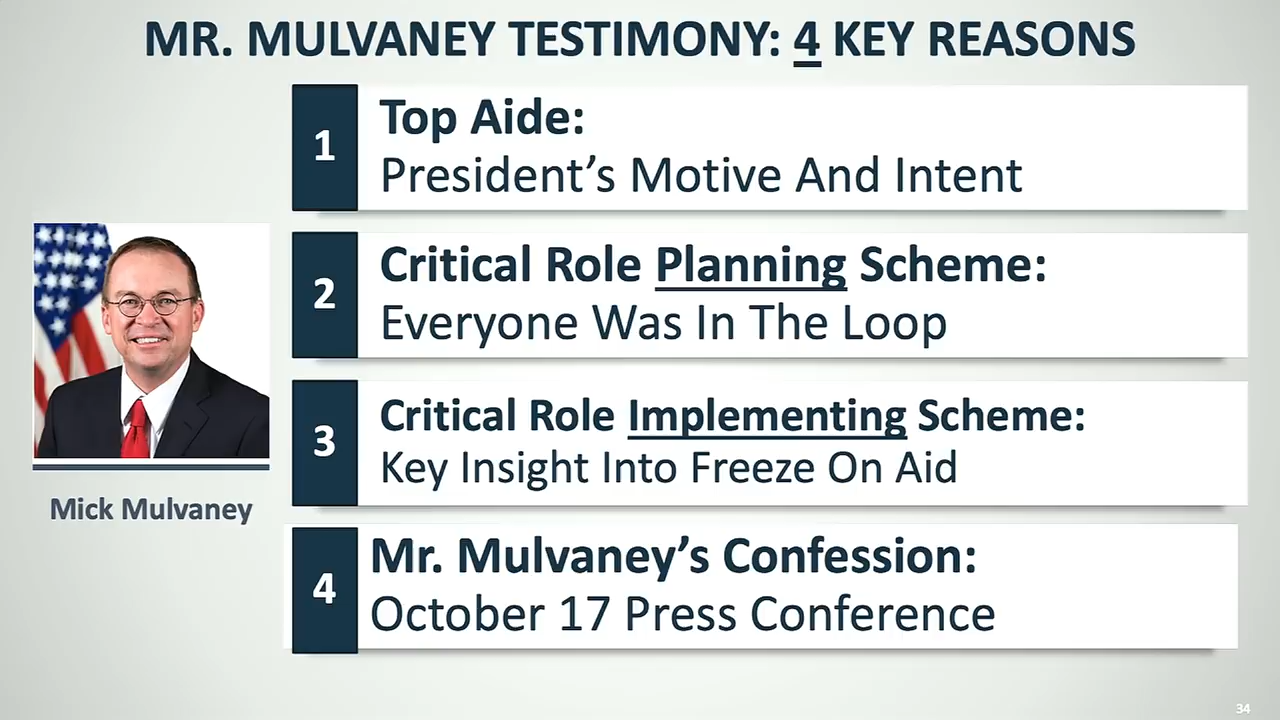 MR. MULVANEY TESTIMONY: 4 KEY REASONS
1
Top Aide:
President’s Motive And Intent
2
Critical Role Planning Scheme:
Everyone Was In The Loop
3
Critical Role Implementing Scheme:
Key Insight Into Freeze On Aid
Mick Mulvaney
4
Mr. Mulvaney’s Confession:
October 17 Press Conference
34